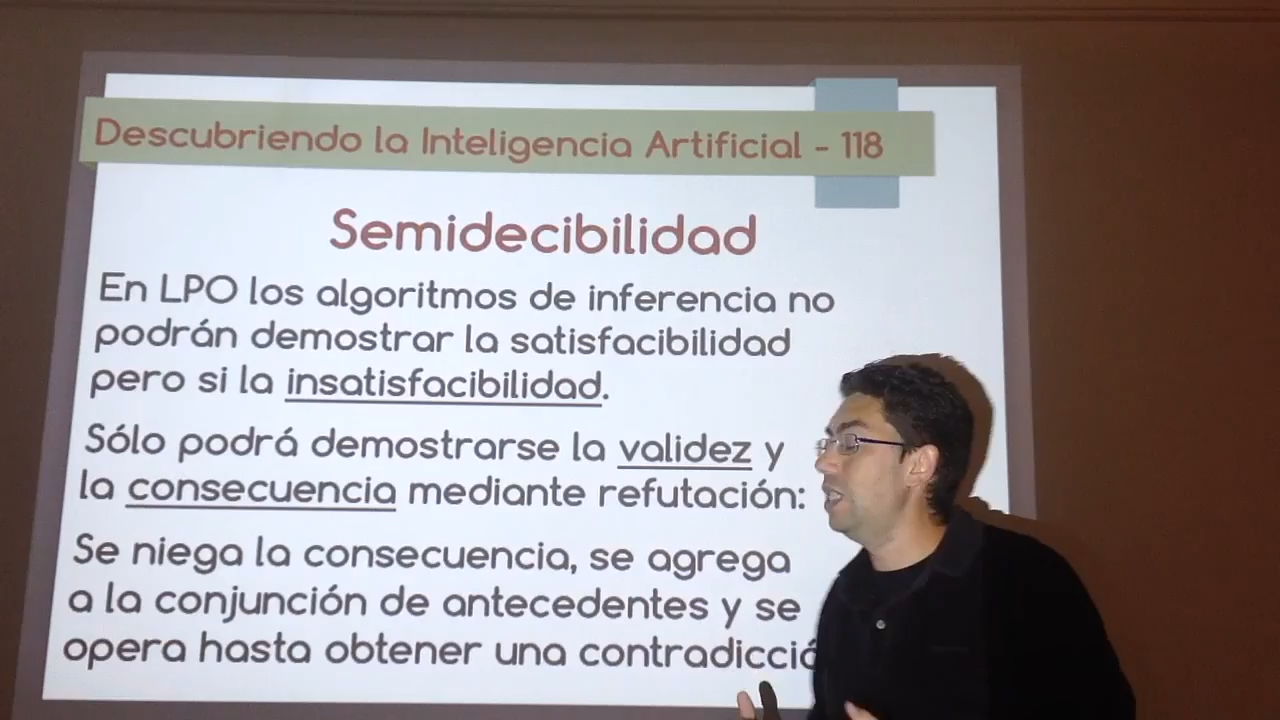 Descubriendo la Inteligencia Artificial - 118
Semidecibilidad
En LPO los algoritmos de inferencia no
podrán demostrar la satisfacibilidad
pero si la insatisfacibilidad.
Sólo podrá demostrarse la validez y
la consecuencia mediante refutación:
Se niega la consecuencia, se agrega
a la conjunción de antecedentes y se
opera hasta obtener una contradicció